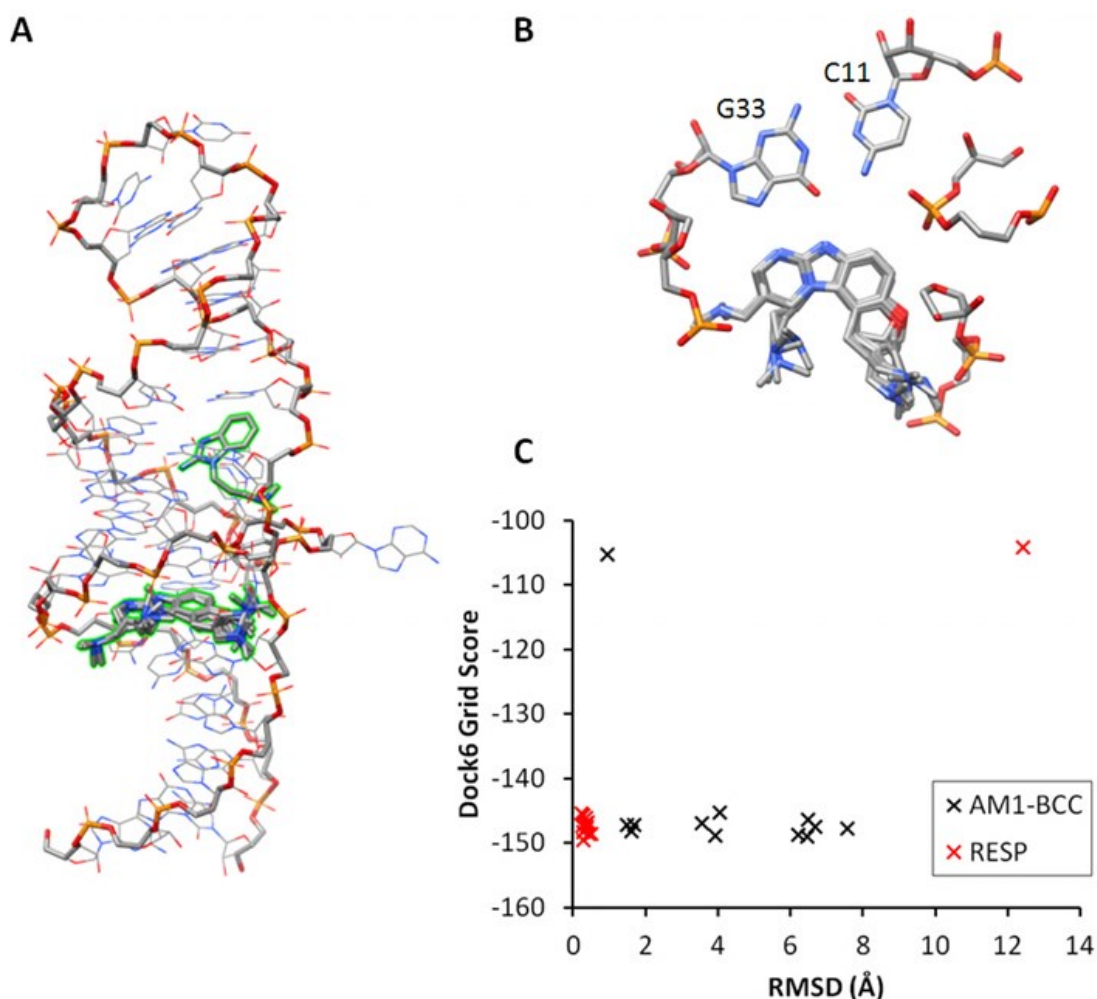 A
B
C11
G33
C
-100
-110
-120
-130
-140
-150
-160
Dock6 Grid Score
× AM1-BCC
× RESP
0 2 4 6 8 10 12 14
RMSD (Å)